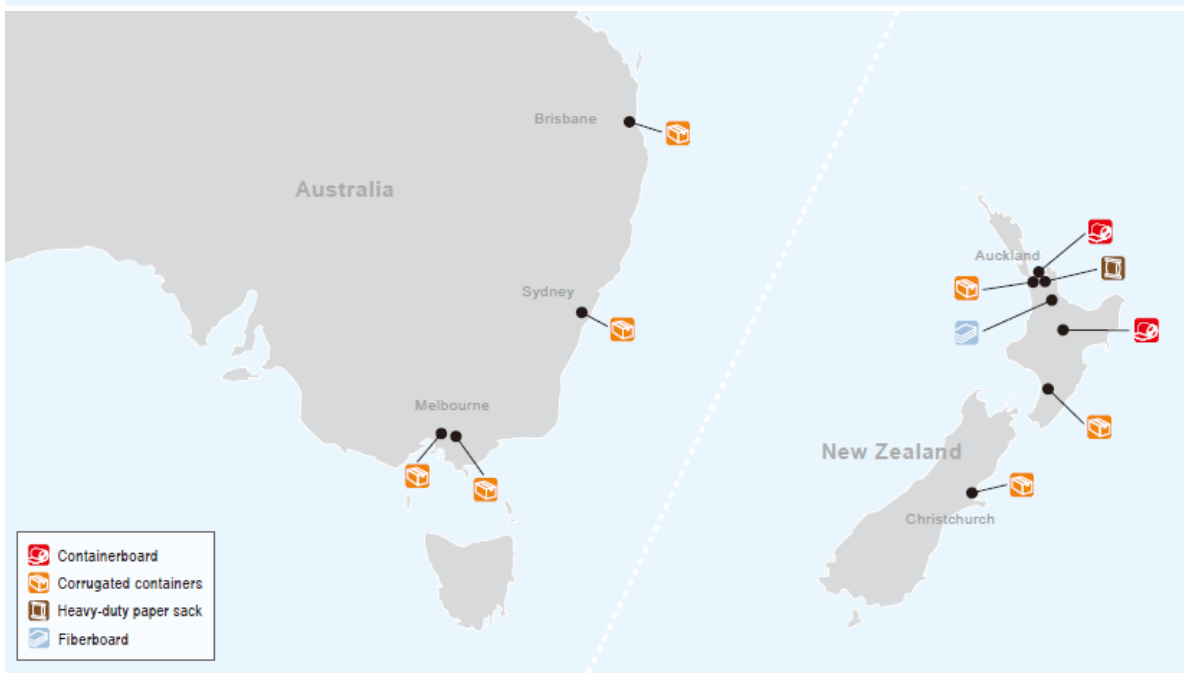 Brisbane
Australia
Auckland
Sydney
Melbourne
New Zealand
Christchurch
Containerboard
Corrugated containers
Heavy-duty paper sack
Fiberboard